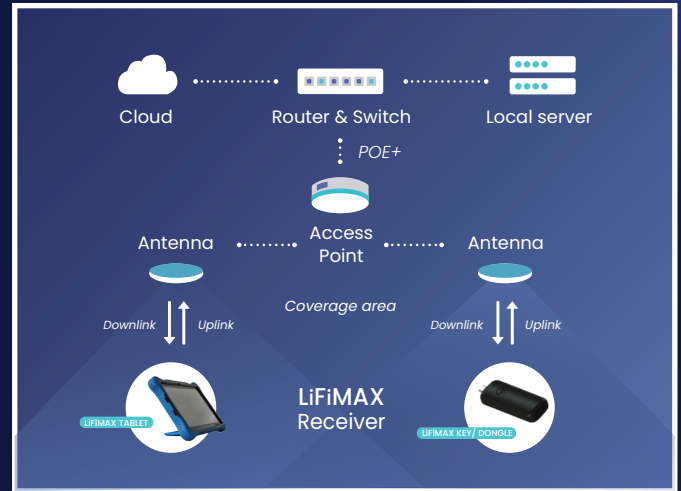 Cloud
Router & Switch
Local server
POE+
Access
Point
Antenna
Antenna
Coverage area
Downlink
Uplink
Downlink
Uplink
LiFiMAX
Receiver
LiFiMAX TABLET
LiFiMAX KEY/ DONGLE